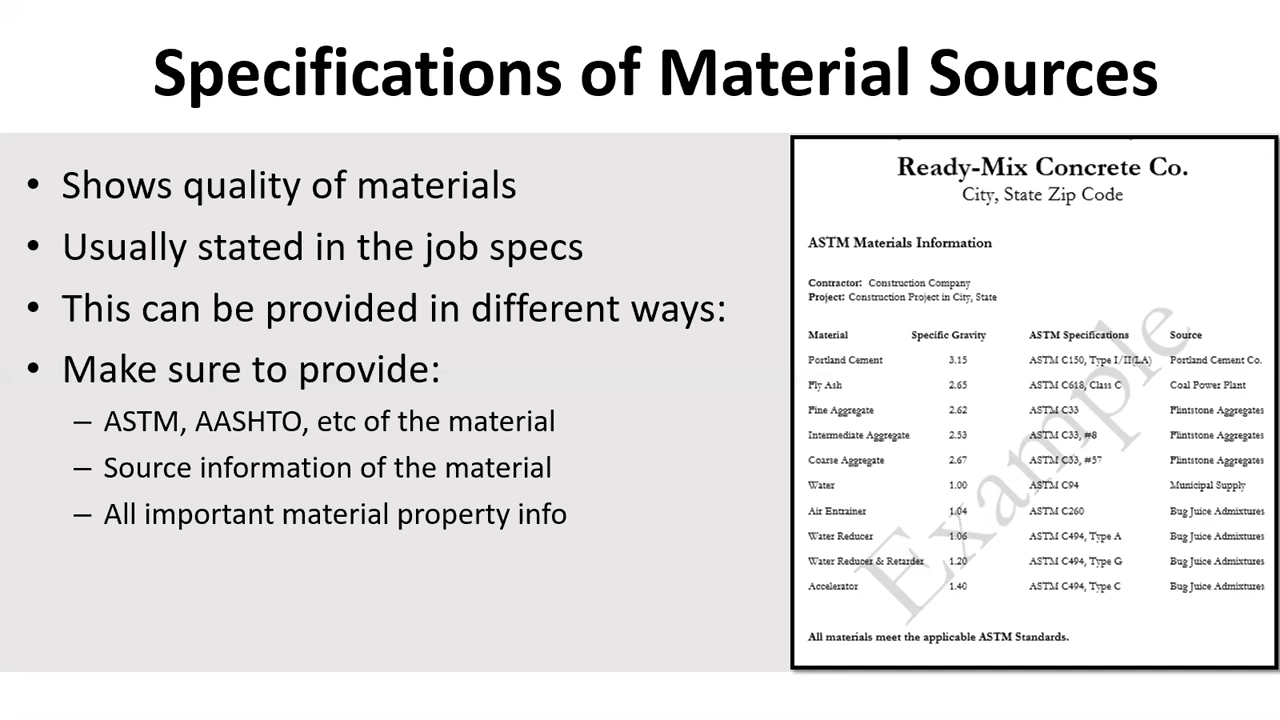 Specifications of Material Sources
• Shows quality of materials
• Usually stated in the job specs
• This can be provided in different ways:
• Make sure to provide:
– ASTM, AASHTO, etc of the material
– Source information of the material
– All important material property info
Ready-Mix Concrete Co.
City, State Zip Code
ASTM Materials Information
Contractor: Construction Company
Project: Construction Project in City, State
Material Specific Gravity ASTM Specifications Source
Portland Cement 3.15 ASTM C150, Type I/II(LA) Portland Cement Co.
Fly Ash 2.65 ASTM C618, Class C Coal Power Plant
Fine Aggregate 2.62 ASTM C33 Flintstone Aggregates
Intermediate Aggregate 2.53 ASTM C33, #8 Flintstone Aggregates
Coarse Aggregate 2.67 ASTM C33, #57 Flintstone Aggregates
Water 1.00 ASTM C94 Municipal Supply
Air Entrainer 1.04 ASTM C260 Bug Juice Admixtures
Water Reducer 1.06 ASTM C494, Type A Bug Juice Admixtures
Water Reducer & Retarder 1.20 ASTM C494, Type G Bug Juice Admixtures
Accelerator 1.40 ASTM C494, Type C Bug Juice Admixtures
All materials meet the applicable ASTM Standards.
Example